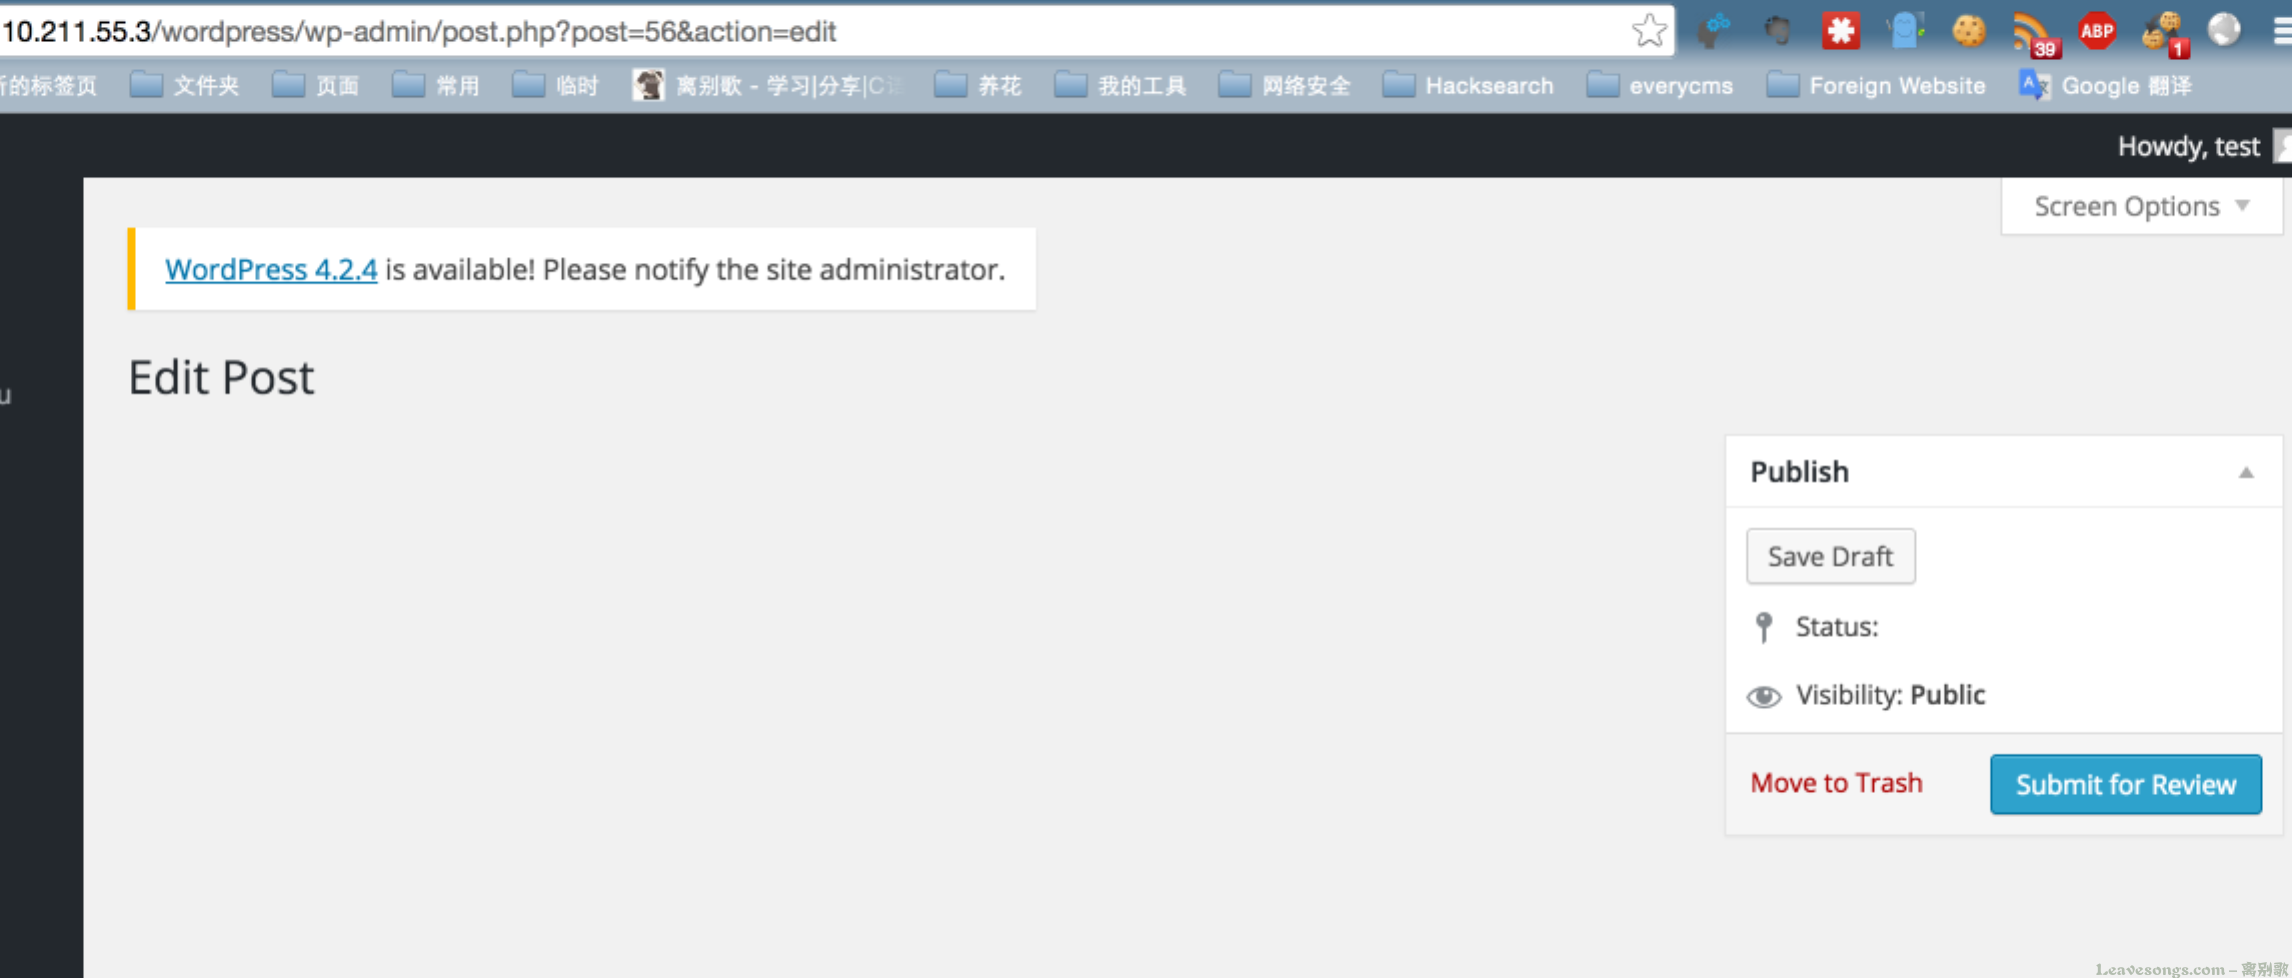 10.211.55.3/wordpress/wp-admin/post.php?post=56&action=edit
39
ABP
1
的标签页 文件夹 页面 常用 临时 离别歌 - 学习|分享|C 养花 我的工具 网络安全 Hacksearch everycms Foreign Website Google 翻译
Howdy, test
Screen Options
WordPress 4.2.4 is available! Please notify the site administrator.
Edit Post
u
Publish
Save Draft
Status:
Visibility: Public
Move to Trash
Submit for Review
Leavesongs.com - 离别歌